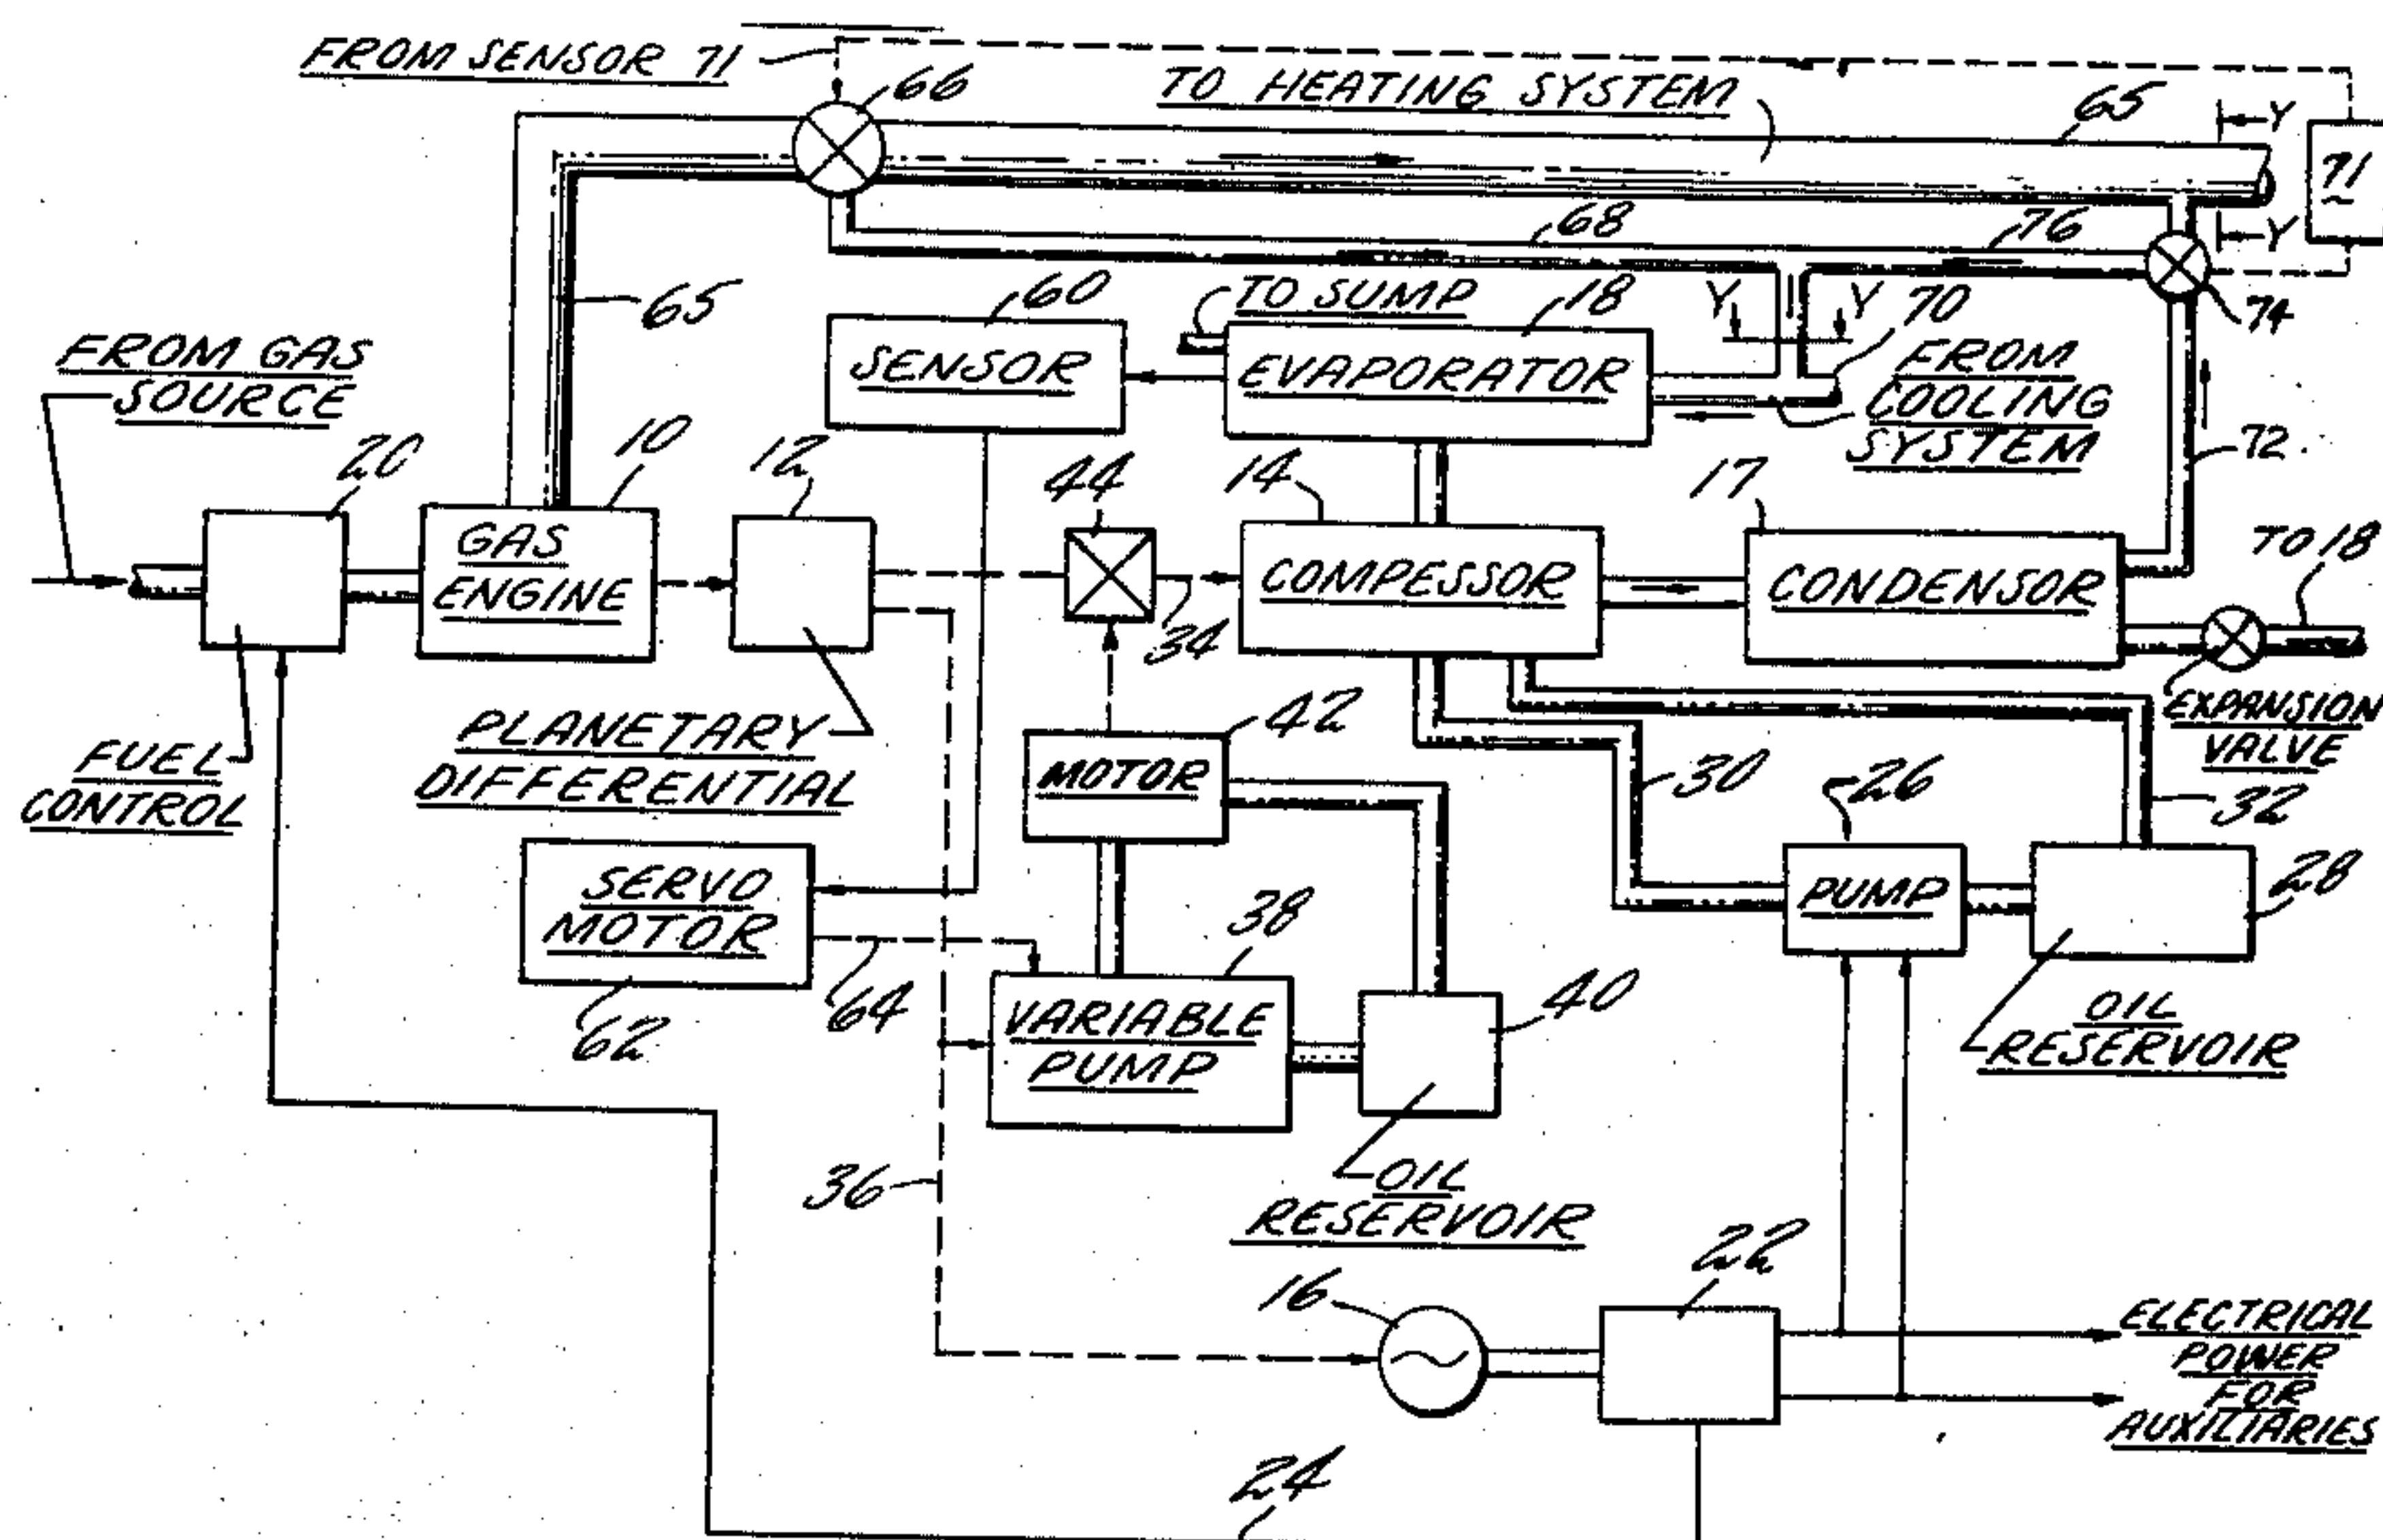 FROM SENSOR 71
66
TO HEATING SYSTEM
65
Y
71
Y
68
76
65
60
TO SUMP
18
Y
Y
70
74
FROM GAS
SOURCE
SENSOR
EVAPORATOR
FROM
COOLING
SYSTEM
20
10
12
44
14
17
72
GAS
ENGINE
COMPESSOR
CONDENSOR
TO 18
34
PLANETARY
DIFFERENTIAL
42
EXPANSION
VALVE
FUEL
CONTROL
MOTOR
30
26
32
SERVO
MOTOR
38
PUMP
28
62
64
VARIABLE
PUMP
40
OIL
RESERVOIR
36
OIL
RESERVOIR
22
16
ELECTRICAL
POWER
FOR
AUXILIARIES
24